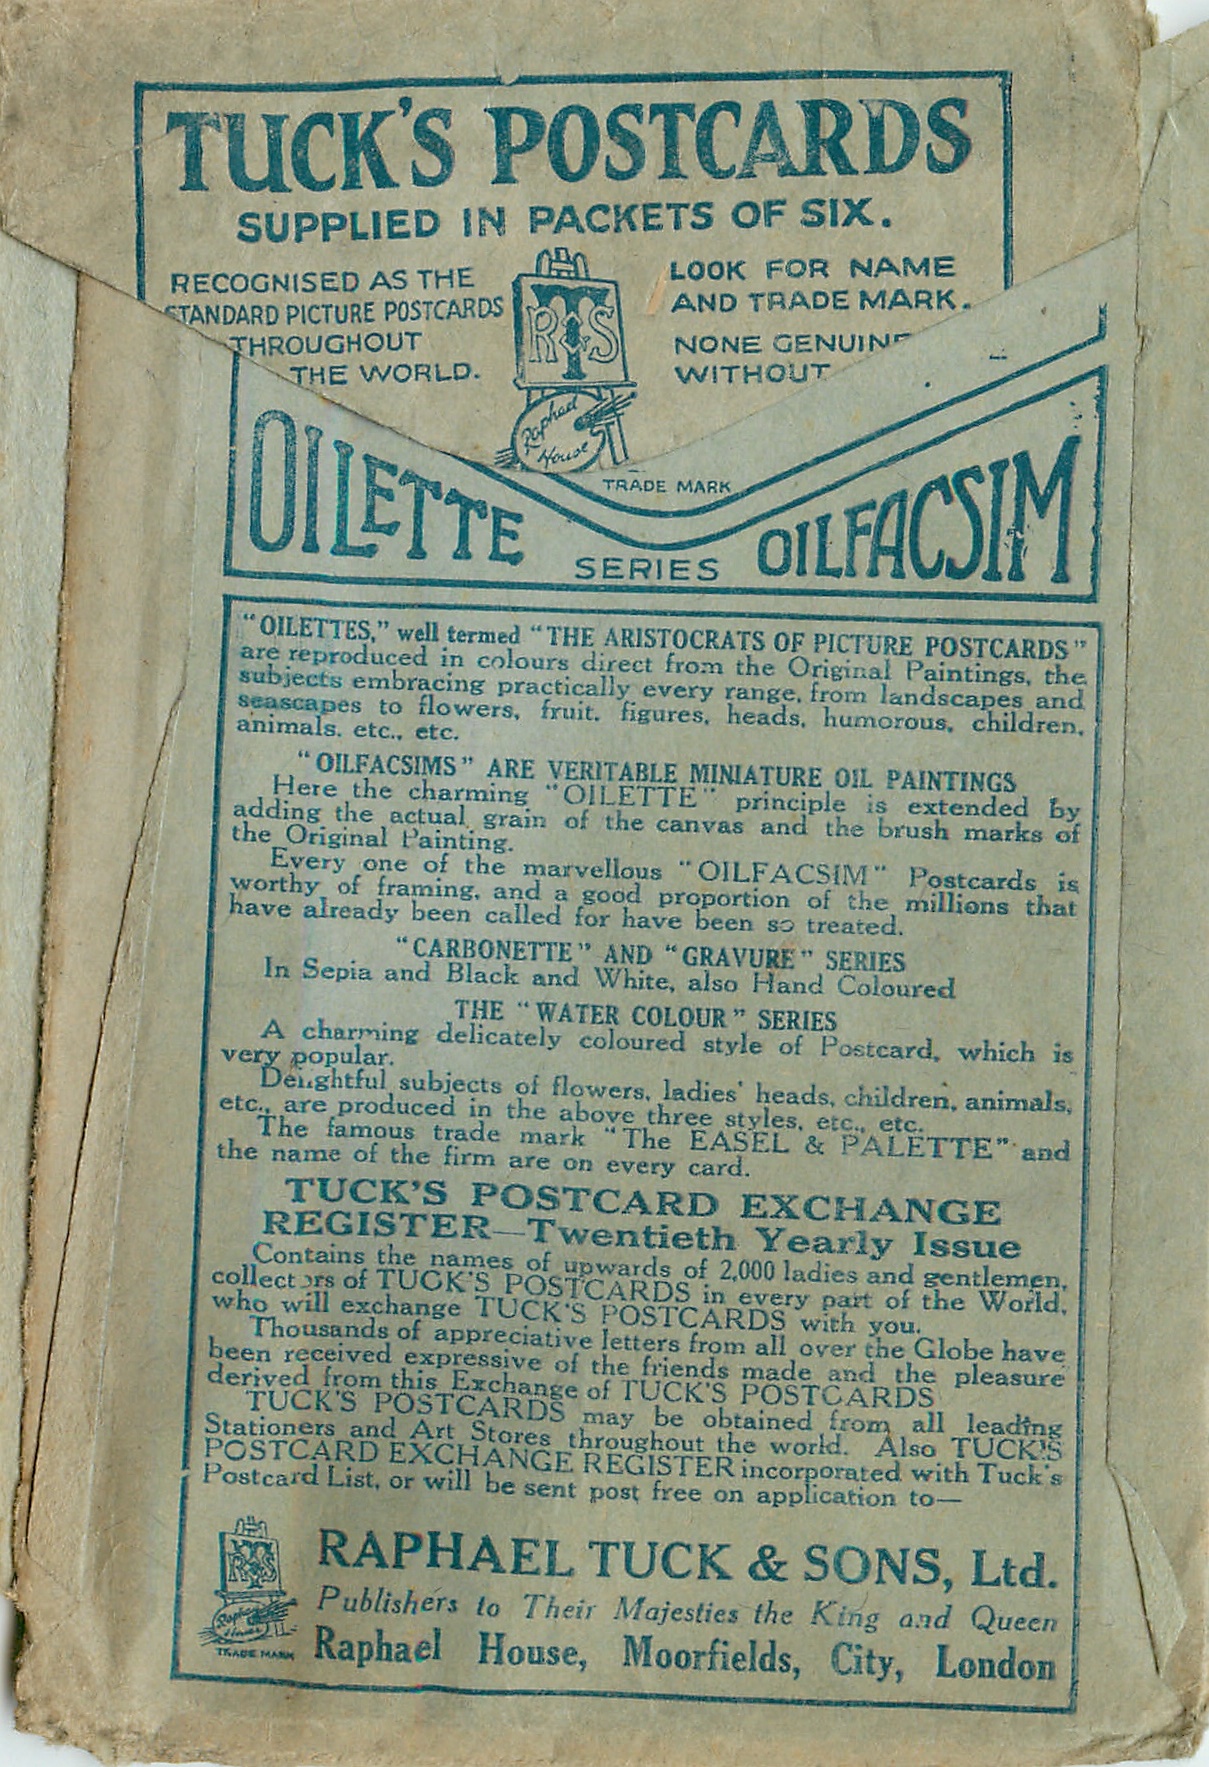 TUCK'S POSTCARDS
SUPPLIED IN PACKETS OF SIX.
RECOGNISED AS THE
STANDARD PICTURE POSTCARDS
THROUGHOUT
THE WORLD.
RTS
Raphael
House
TRADE MARK
LOOK FOR NAME
AND TRADE MARK.
NONE GENUINE
WITHOUT
OILETTE SERIES OILFACSIM
"OILETTES," well termed "THE ARISTOCRATS OF PICTURE POSTCARDS"
are reproduced in colours direct from the Original Paintings, the
subjects embracing practically every range, from landscapes and
seascapes to flowers, fruit, figures, heads, humorous, children,
animals, etc., etc.
"OILFACSIMS" ARE VERITABLE MINIATURE OIL PAINTINGS
Here the charming "OILETTE" principle is extended by
adding the actual grain of the canvas and the brush marks of
the Original Painting.
Every one of the marvellous "OILFACSIM" Postcards is
worthy of framing, and a good proportion of the millions that
have already been called for have been so treated.
"CARBONETTE" AND "GRAVURE" SERIES
In Sepia and Black and White, also Hand Coloured
THE "WATER COLOUR" SERIES
A charming delicately coloured style of Postcard, which is
very popular.
Delightful subjects of flowers, ladies' heads, children, animals,
etc., are produced in the above three styles, etc., etc.
The famous trade mark "The EASEL & PALETTE" and
the name of the firm are on every card.
TUCK'S POSTCARD EXCHANGE
REGISTER—Twentieth Yearly Issue
Contains the names of upwards of 2,000 ladies and gentlemen,
collectors of TUCK'S POSTCARDS in every part of the World,
who will exchange TUCK'S POSTCARDS with you.
Thousands of appreciative letters from all over the Globe have
been received expressive of the friends made and the pleasure
derived from this Exchange of TUCK'S POSTCARDS
TUCK'S POSTCARDS may be obtained from all leading
Stationers and Art Stores throughout the world. Also TUCK'S
POSTCARD EXCHANGE REGISTER incorporated with Tuck's
Postcard List, or will be sent post free on application to—
RTS
Raphael
House
TRADE MARK
RAPHAEL TUCK & SONS, Ltd.
Publishers to Their Majesties the King and Queen
Raphael House, Moorfields, City, London